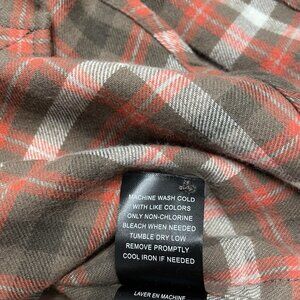 MACHINE WASH COLD
WITH LIKE COLORS
ONLY NON-CHLORINE
BLEACH WHEN NEEDED
TUMBLE DRY LOW
REMOVE PROMPTLY
COOL IRON IF NEEDED
LAVER EN MACHINE